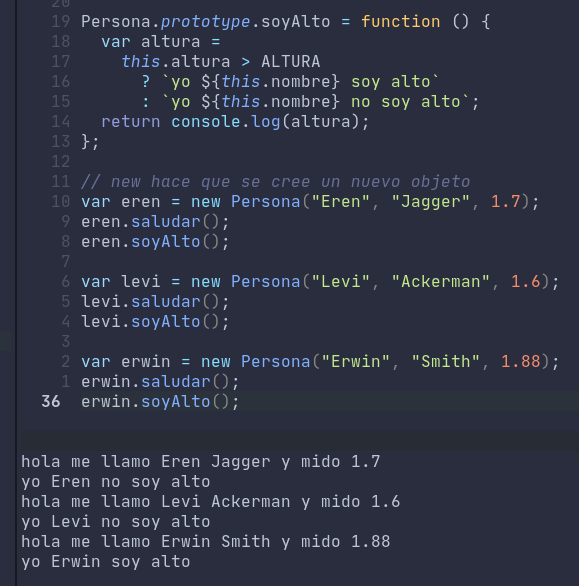 20
19 Persona.prototype.soyAlto = function () {
18 var altura =
17 this.altura > ALTURA
16 ? `yo ${this.nombre} soy alto`
15 : `yo ${this.nombre} no soy alto`;
14 return console.log(altura);
13 };
12
11 // new hace que se cree un nuevo objeto
10 var eren = new Persona("Eren", "Jagger", 1.7);
9 eren.saludar();
8 eren.soyAlto();
7
6 var levi = new Persona("Levi", "Ackerman", 1.6);
5 levi.saludar();
4 levi.soyAlto();
3
2 var erwin = new Persona("Erwin", "Smith", 1.88);
1 erwin.saludar();
36 erwin.soyAlto();
hola me llamo Eren Jagger y mido 1.7
yo Eren no soy alto
hola me llamo Levi Ackerman y mido 1.6
yo Levi no soy alto
hola me llamo Erwin Smith y mido 1.88
yo Erwin soy alto